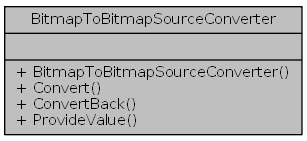 BitmapToBitmapSourceConverter
+ BitmapToBitmapSourceConverter()
+ Convert()
+ ConvertBack()
+ ProvideValue()